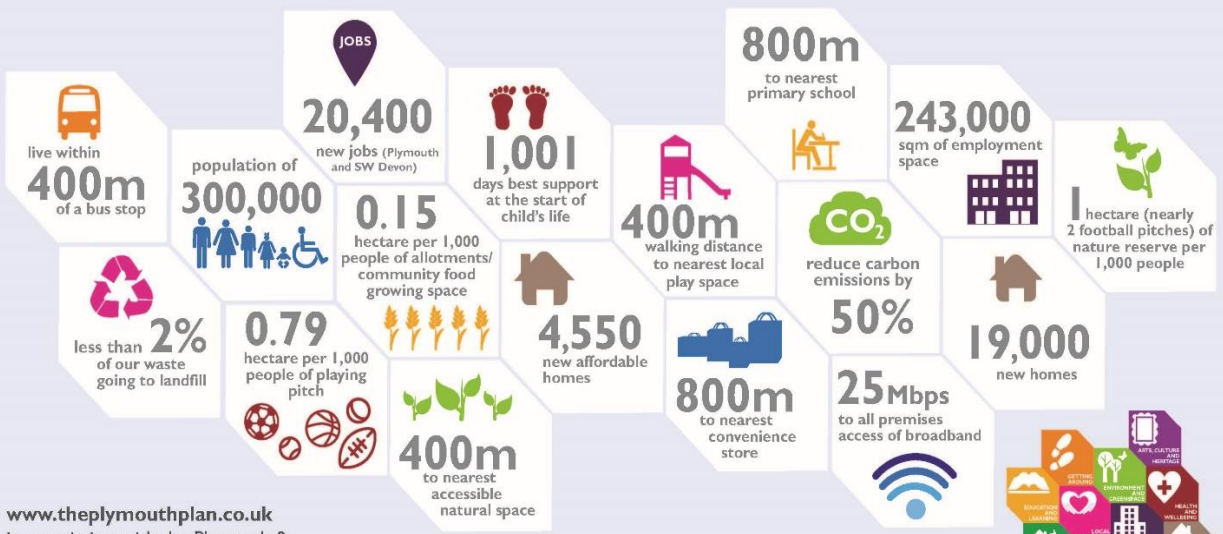 live within
400m
of a bus stop
population of
300,000
JOBS
20,400
new jobs (Plymouth
and SW Devon)
1,001
days best support
at the start of
child's life
0.15
hectare per 1,000
people of allotments/
community food
growing space
400m
walking distance
to nearest local
play space
800m
to nearest
primary school
243,000
sqm of employment
space
1 hectare (nearly
2 football pitches) of
nature reserve per
1,000 people
less than 2%
of our waste
going to landfill
0.79
hectare per 1,000
people of playing
pitch
4,550
new affordable
homes
CO2
reduce carbon
emissions by
50%
19,000
new homes
400m
to nearest
accessible
natural space
800m
to nearest
convenience
store
25Mbps
to all premises
access of broadband
www.theplymouthplan.co.uk
ARTS, CULTURE
AND
HERITAGE
GETTING
AROUND
ENVIRONMENT
AND
GREENSPACE
HEALTH
AND
WELLBEING
EDUCATION
AND
LEARNING
LOCAL